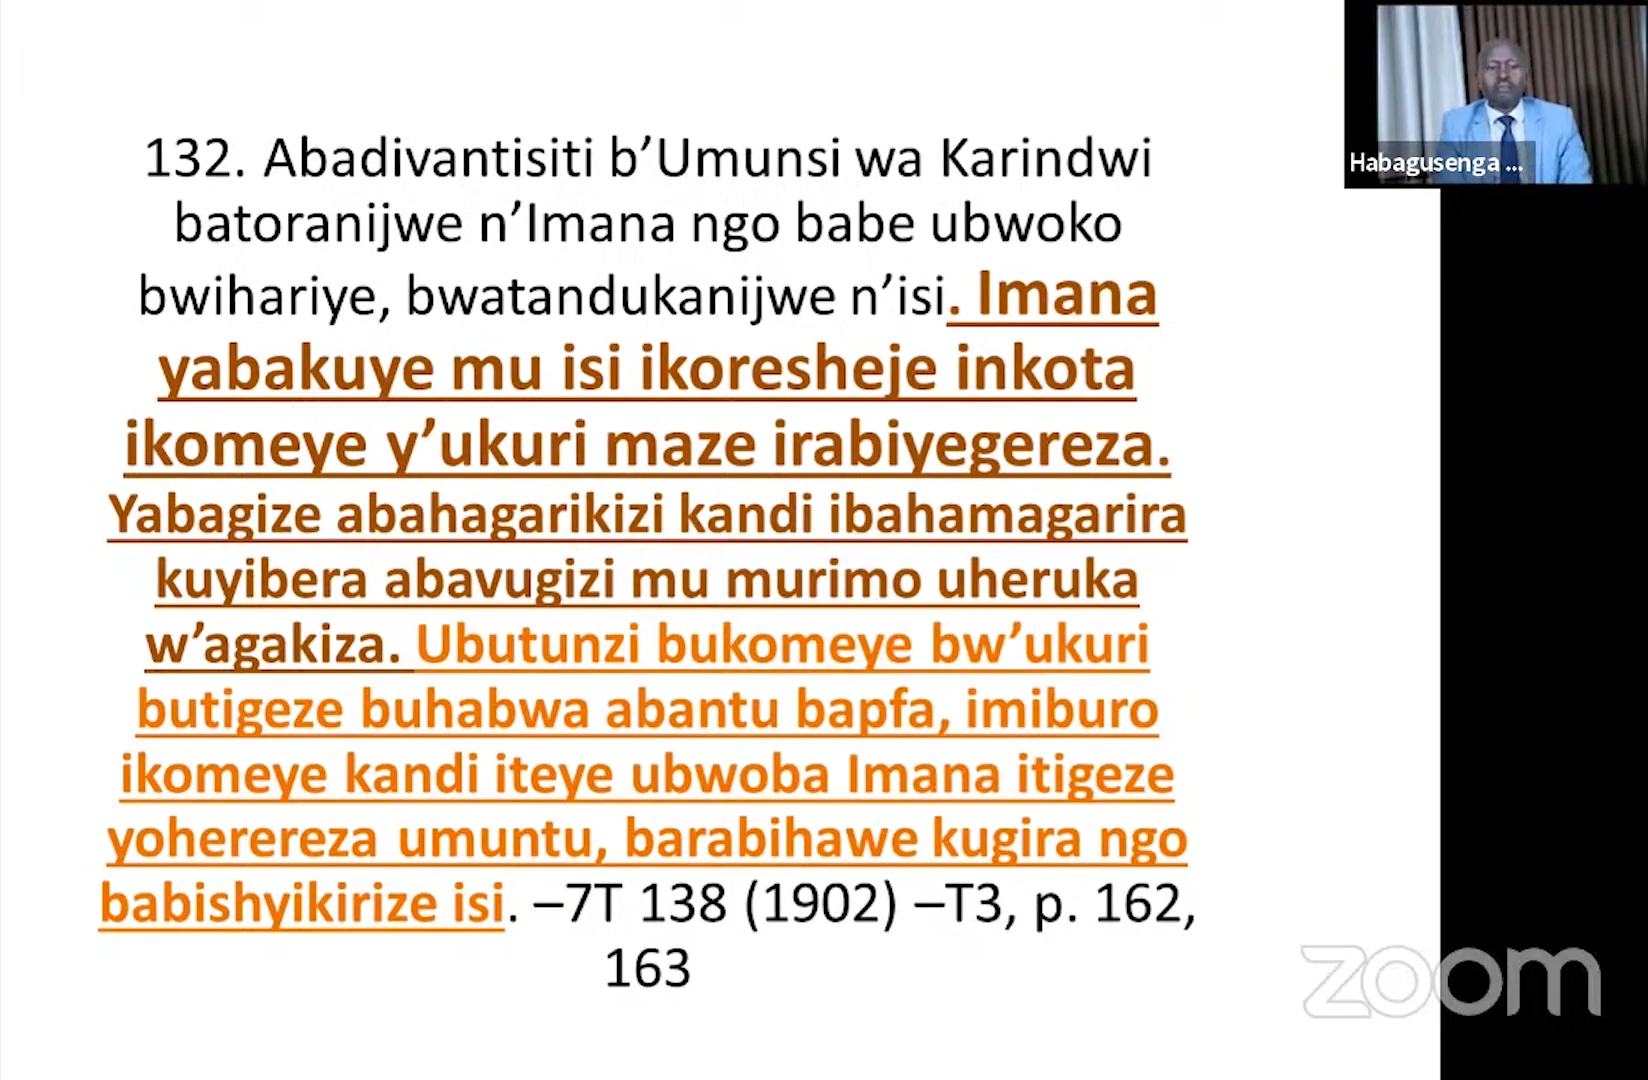 132. Abadivantisiti b’Umunsi wa Karindwi
batoranijwe n’Imana ngo babe ubwoko
bwihariye, bwatandukanijwe n’isi. Imana
yabakuye mu isi ikoresheje inkota
ikomeye y’ukuri maze irabiyegereza.
Yabagize abahagarikizi kandi ibahamagarira
kuyibera abavugizi mu murimo uheruka
w’agakiza. Ubutunzi bukomeye bw’ukuri
butigeze buhabwa abantu bapfa, imiburo
ikomeye kandi iteye ubwoba Imana itigeze
yoherereza umuntu, barabihawe kugira ngo
babishyikirize isi. –7T 138 (1902) –T3, p. 162,
163
Habagusenga ...
zoom